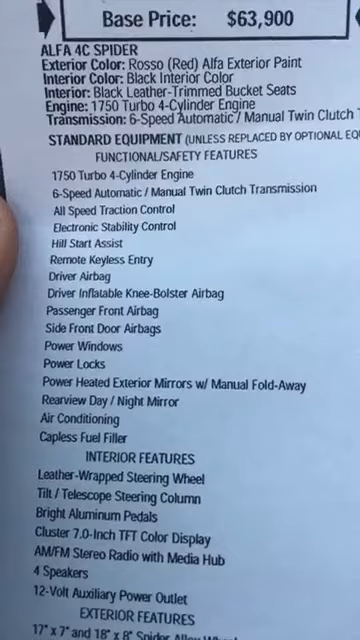 Base Price: $63,900
ALFA 4C SPIDER
Exterior Color: Rosso (Red) Alfa Exterior Paint
Interior Color: Black Interior Color
Interior: Black Leather-Trimmed Bucket Seats
Engine: 1750 Turbo 4-Cylinder Engine
Transmission: 6-Speed Automatic / Manual Twin Clutch
STANDARD EQUIPMENT (UNLESS REPLACED BY OPTIONAL
FUNCTIONAL/SAFETY FEATURES
1750 Turbo 4-Cylinder Engine
6-Speed Automatic / Manual Twin Clutch Transmission
All Speed Traction Control
Electronic Stability Control
Hill Start Assist
Remote Keyless Entry
Driver Airbag
Driver Inflatable Knee-Bolster Airbag
Passenger Front Airbag
Side Front Door Airbags
Power Windows
Power Locks
Power Heated Exterior Mirrors w/ Manual Fold-Away
Rearview Day / Night Mirror
Air Conditioning
Capless Fuel Filler
INTERIOR FEATURES
Leather-Wrapped Steering Wheel
Tilt / Telescope Steering Column
Bright Aluminum Pedals
Cluster 7.0-Inch TFT Color Display
AM/FM Stereo Radio with Media Hub
4 Speakers
12-Volt Auxiliary Power Outlet
EXTERIOR FEATURES
17" x 7" and 18" x 8" Spider Alloy